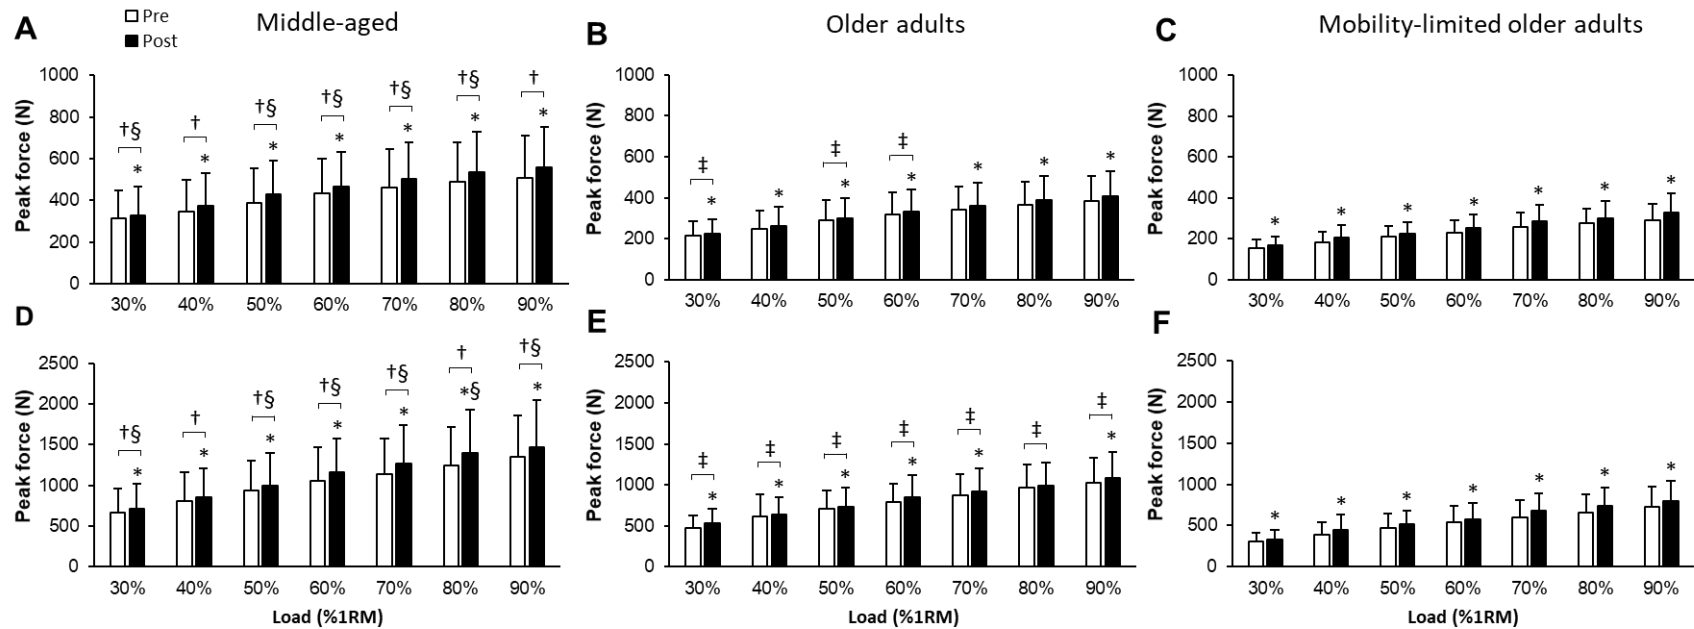 A
Pre
Post
Middle-aged
B
Older adults
C
Mobility-limited older adults
Peak force (N)
1000
800
600
400
200
0
†§
†
†§
†§
†§
†§
†
* * * * * * *
30% 40% 50% 60% 70% 80% 90%
Peak force (N)
1000
800
600
400
200
0
‡
‡
‡
* * * * * * *
30% 40% 50% 60% 70% 80% 90%
Peak force (N)
1000
800
600
400
200
0
* * * * * * *
30% 40% 50% 60% 70% 80% 90%
D
Peak force (N)
2500
2000
1500
1000
500
0
†§
†
†§
†§
†§
†
†§
* * * * * *§ *
30% 40% 50% 60% 70% 80% 90%
Load (%1RM)
E
Peak force (N)
2500
2000
1500
1000
500
0
‡ ‡ ‡ ‡ ‡ ‡ ‡
* * * * * *
30% 40% 50% 60% 70% 80% 90%
Load (%1RM)
F
Peak force (N)
2500
2000
1500
1000
500
0
* * * * * * *
30% 40% 50% 60% 70% 80% 90%
Load (%1RM)